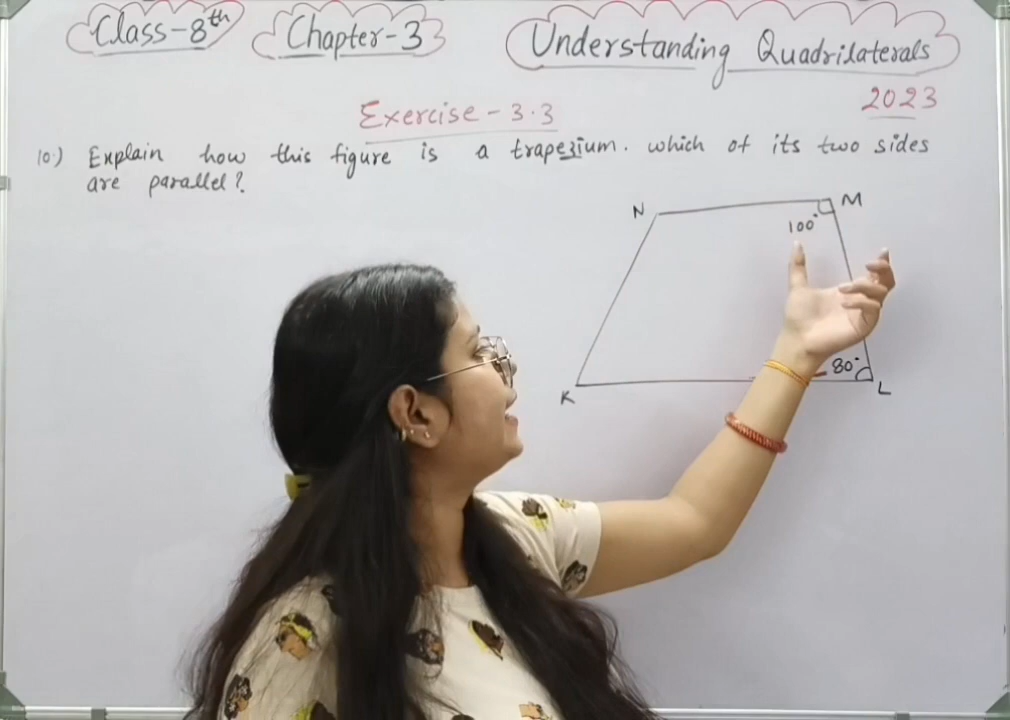 Class-8th Chapter-3 Understanding Quadrilaterals
2023
Exercise-3.3
10.) Explain how this figure is a trapezium. which of its two sides
are parallel?
N M
100°
80°
K L